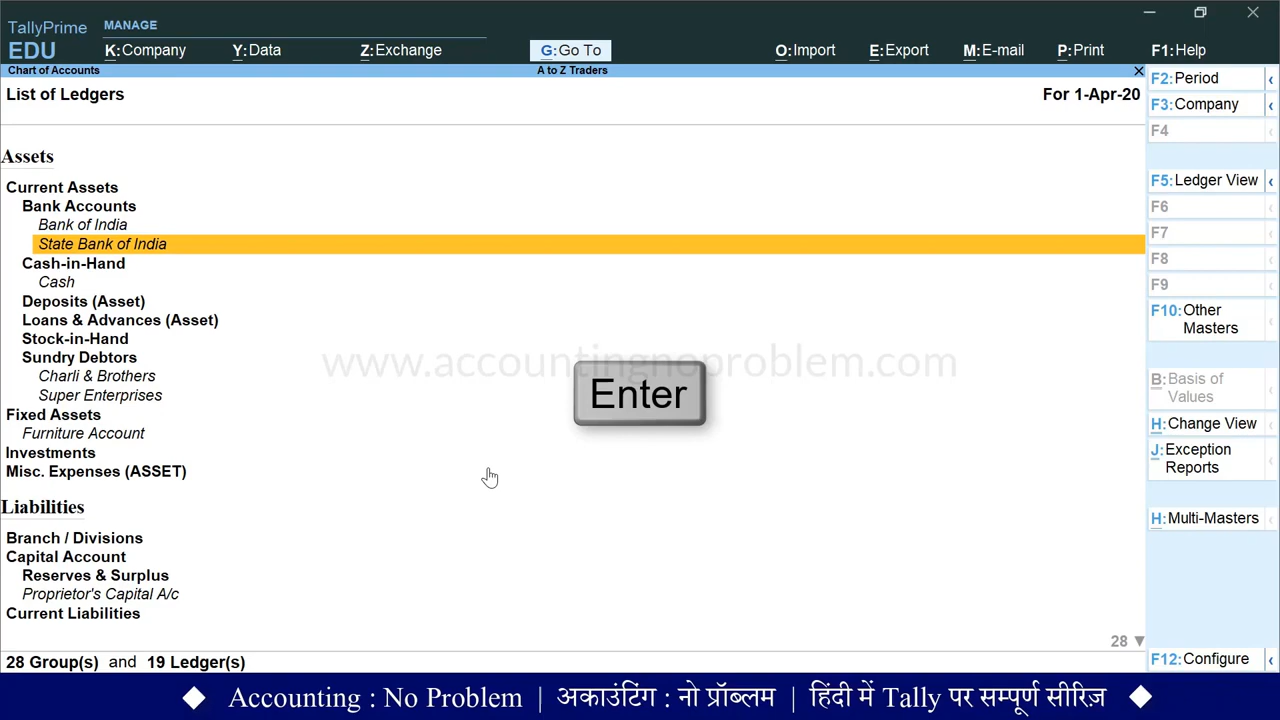 TallyPrime
EDU
MANAGE
K:Company
Y:Data
Z:Exchange
G:Go To
O:Import
E:Export
M:E-mail
P:Print
F1:Help
Chart of Accounts
A to Z Traders
List of Ledgers
For 1-Apr-20
Assets
Current Assets
Bank Accounts
Bank of India
State Bank of India
Cash-in-Hand
Cash
Deposits (Asset)
Loans & Advances (Asset)
Stock-in-Hand
Sundry Debtors
Charli & Brothers
Super Enterprises
Fixed Assets
Furniture Account
Investments
Misc. Expenses (ASSET)
Liabilities
Branch / Divisions
Capital Account
Reserves & Surplus
Proprietor's Capital A/c
Current Liabilities
28 ▼
28 Group(s) and 19 Ledger(s)
www.accountingnoproblem.com
Enter
F2:Period
F3:Company
F4
F5:Ledger View
F6
F7
F8
F9
F10:Other
Masters
B:Basis of
Values
H:Change View
J:Exception
Reports
H:Multi-Masters
F12:Configure
Accounting : No Problem | अकाउंटिंग : नो प्रॉब्लम | हिंदी में Tally पर सम्पूर्ण सीरिज़